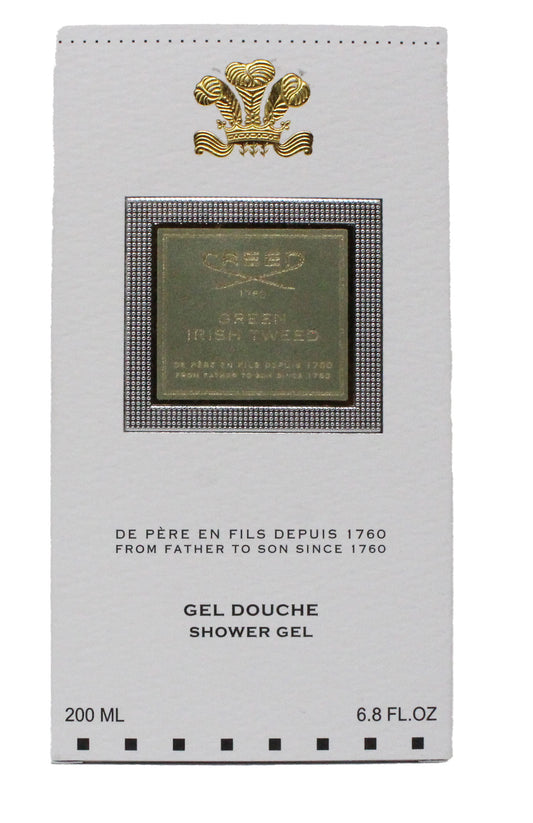 CREED
1760
GREEN
IRISH TWEED
DE PÈRE EN FILS DEPUIS 1760
FROM FATHER TO SON SINCE 1760
DE PÈRE EN FILS DEPUIS 1760
FROM FATHER TO SON SINCE 1760
GEL DOUCHE
SHOWER GEL
200 ML
6.8 FL.OZ